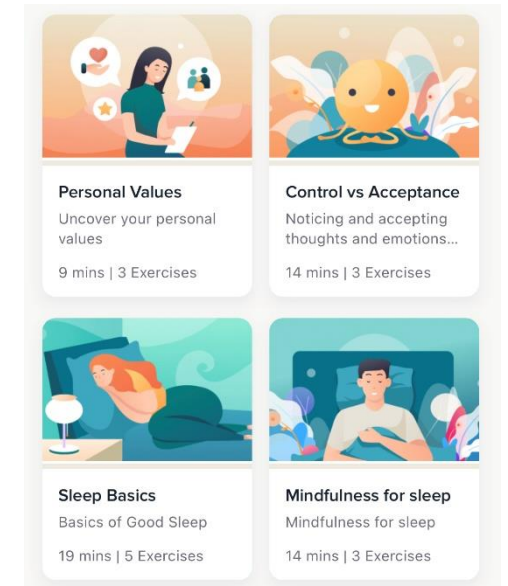 Personal Values
Uncover your personal
values
9 mins | 3 Exercises
Control vs Acceptance
Noticing and accepting
thoughts and emotions...
14 mins | 3 Exercises
Sleep Basics
Basics of Good Sleep
19 mins | 5 Exercises
Mindfulness for sleep
Mindfulness for sleep
14 mins | 3 Exercises